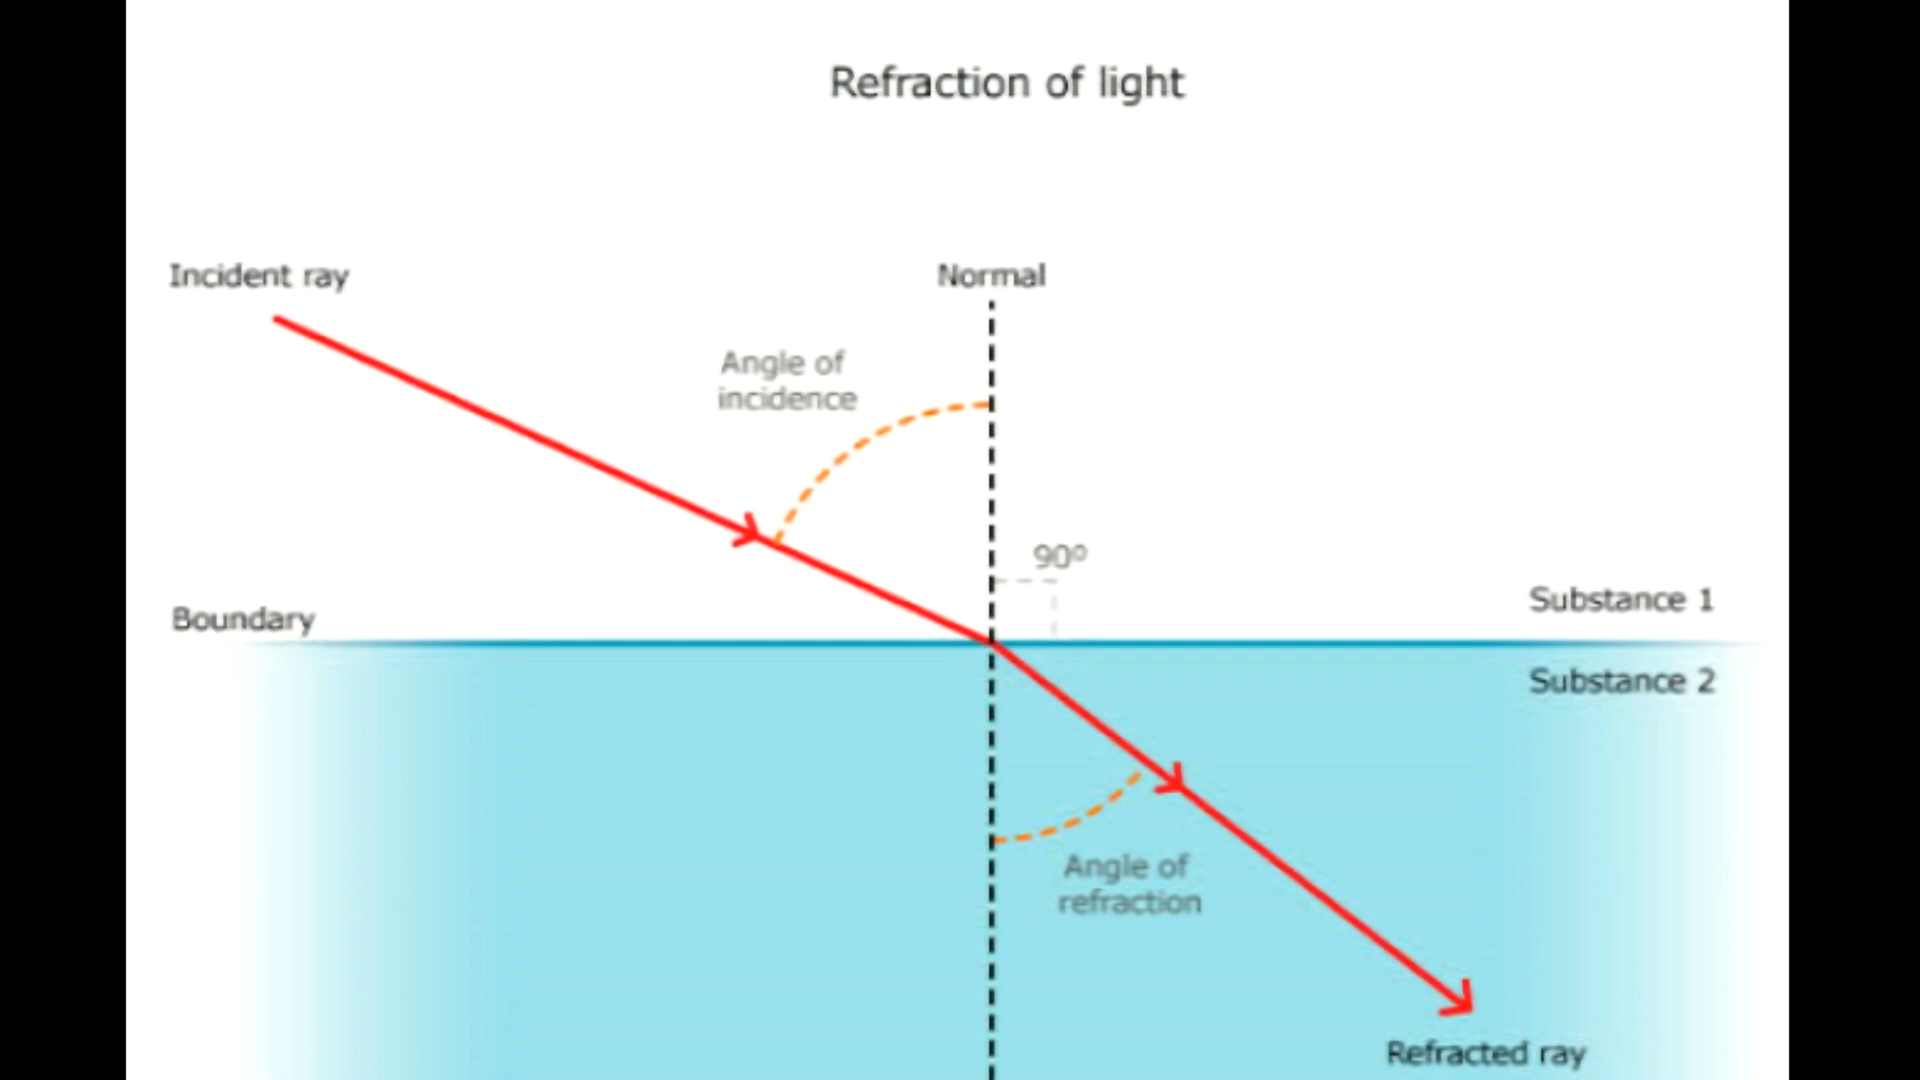 Refraction of light
Incident ray
Normal
Angle of
incidence
90º
Boundary
Substance 1
Substance 2
Angle of
refraction
Refracted ray